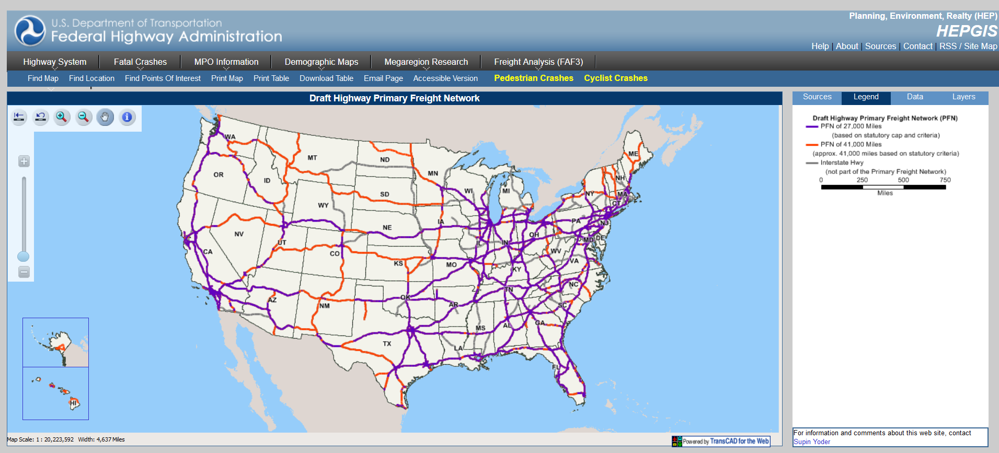 U.S. Department of Transportation
Federal Highway Administration
Planning, Environment, Realty (HEP)
HEPGIS
Help | About | Sources | Contact | RSS / Site Map
Highway System
Fatal Crashes
MPO Information
Demographic Maps
Megaregion Research
Freight Analysis (FAF3)
Find Map
Find Location
Find Points Of Interest
Print Map
Print Table
Download Table
Email Page
Accessible Version
Pedestrian Crashes
Cyclist Crashes
Draft Highway Primary Freight Network
Sources
Legend
Data
Layers
Draft Highway Primary Freight Network (PFN)
PFN of 27,000 Miles
(based on statutory cap and criteria)
PFN of 41,000 Miles
(approx. 41,000 miles based on statutory criteria)
Interstate Hwy
(not part of the Primary Freight Network)
0 250 500 750
Miles
WA
MT
ND
MN
ME
OR
ID
SD
WI
MI
NH
NY
MA
CT
WY
NV
NE
IA
PA
NJ
UT
CA
CO
KS
MO
IL
IN
OH
MD
DE
WV
VA
KY
AZ
NM
OK
AR
TN
NC
SC
MS
AL
GA
TX
LA
FL
HI
Map Scale: 1 : 20,223,592 Width: 4,637 Miles
Powered by TransCAD for the Web
For information and comments about this web site, contact
Supin Yoder